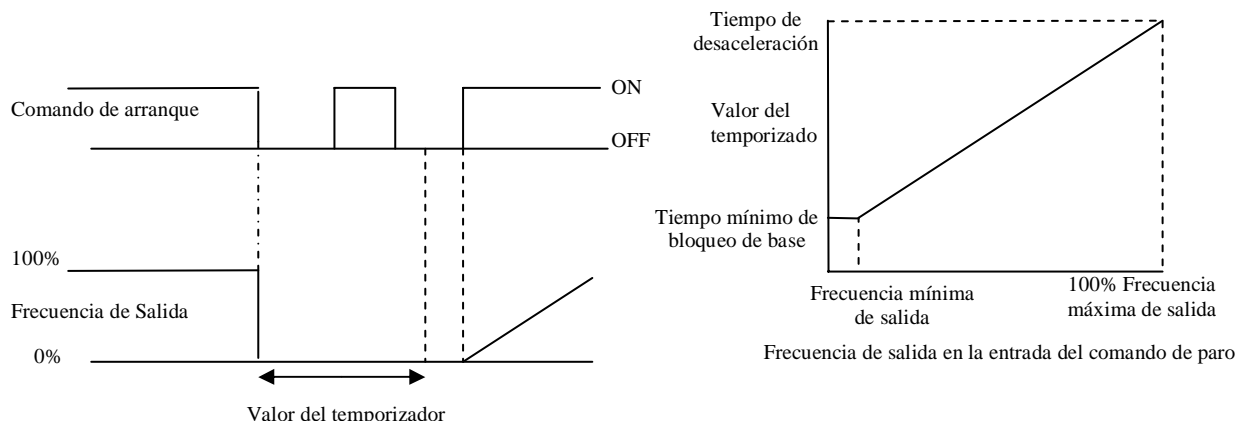 Comando de arranque
ON
OFF
100%
Frecuencia de Salida
0%
Valor del temporizador
Tiempo de
desaceleración
Valor del
temporizado
Tiempo mínimo de
bloqueo de base
Frecuencia mínima
de salida
100% Frecuencia
máxima de salida
Frecuencia de salida en la entrada del comando de paro